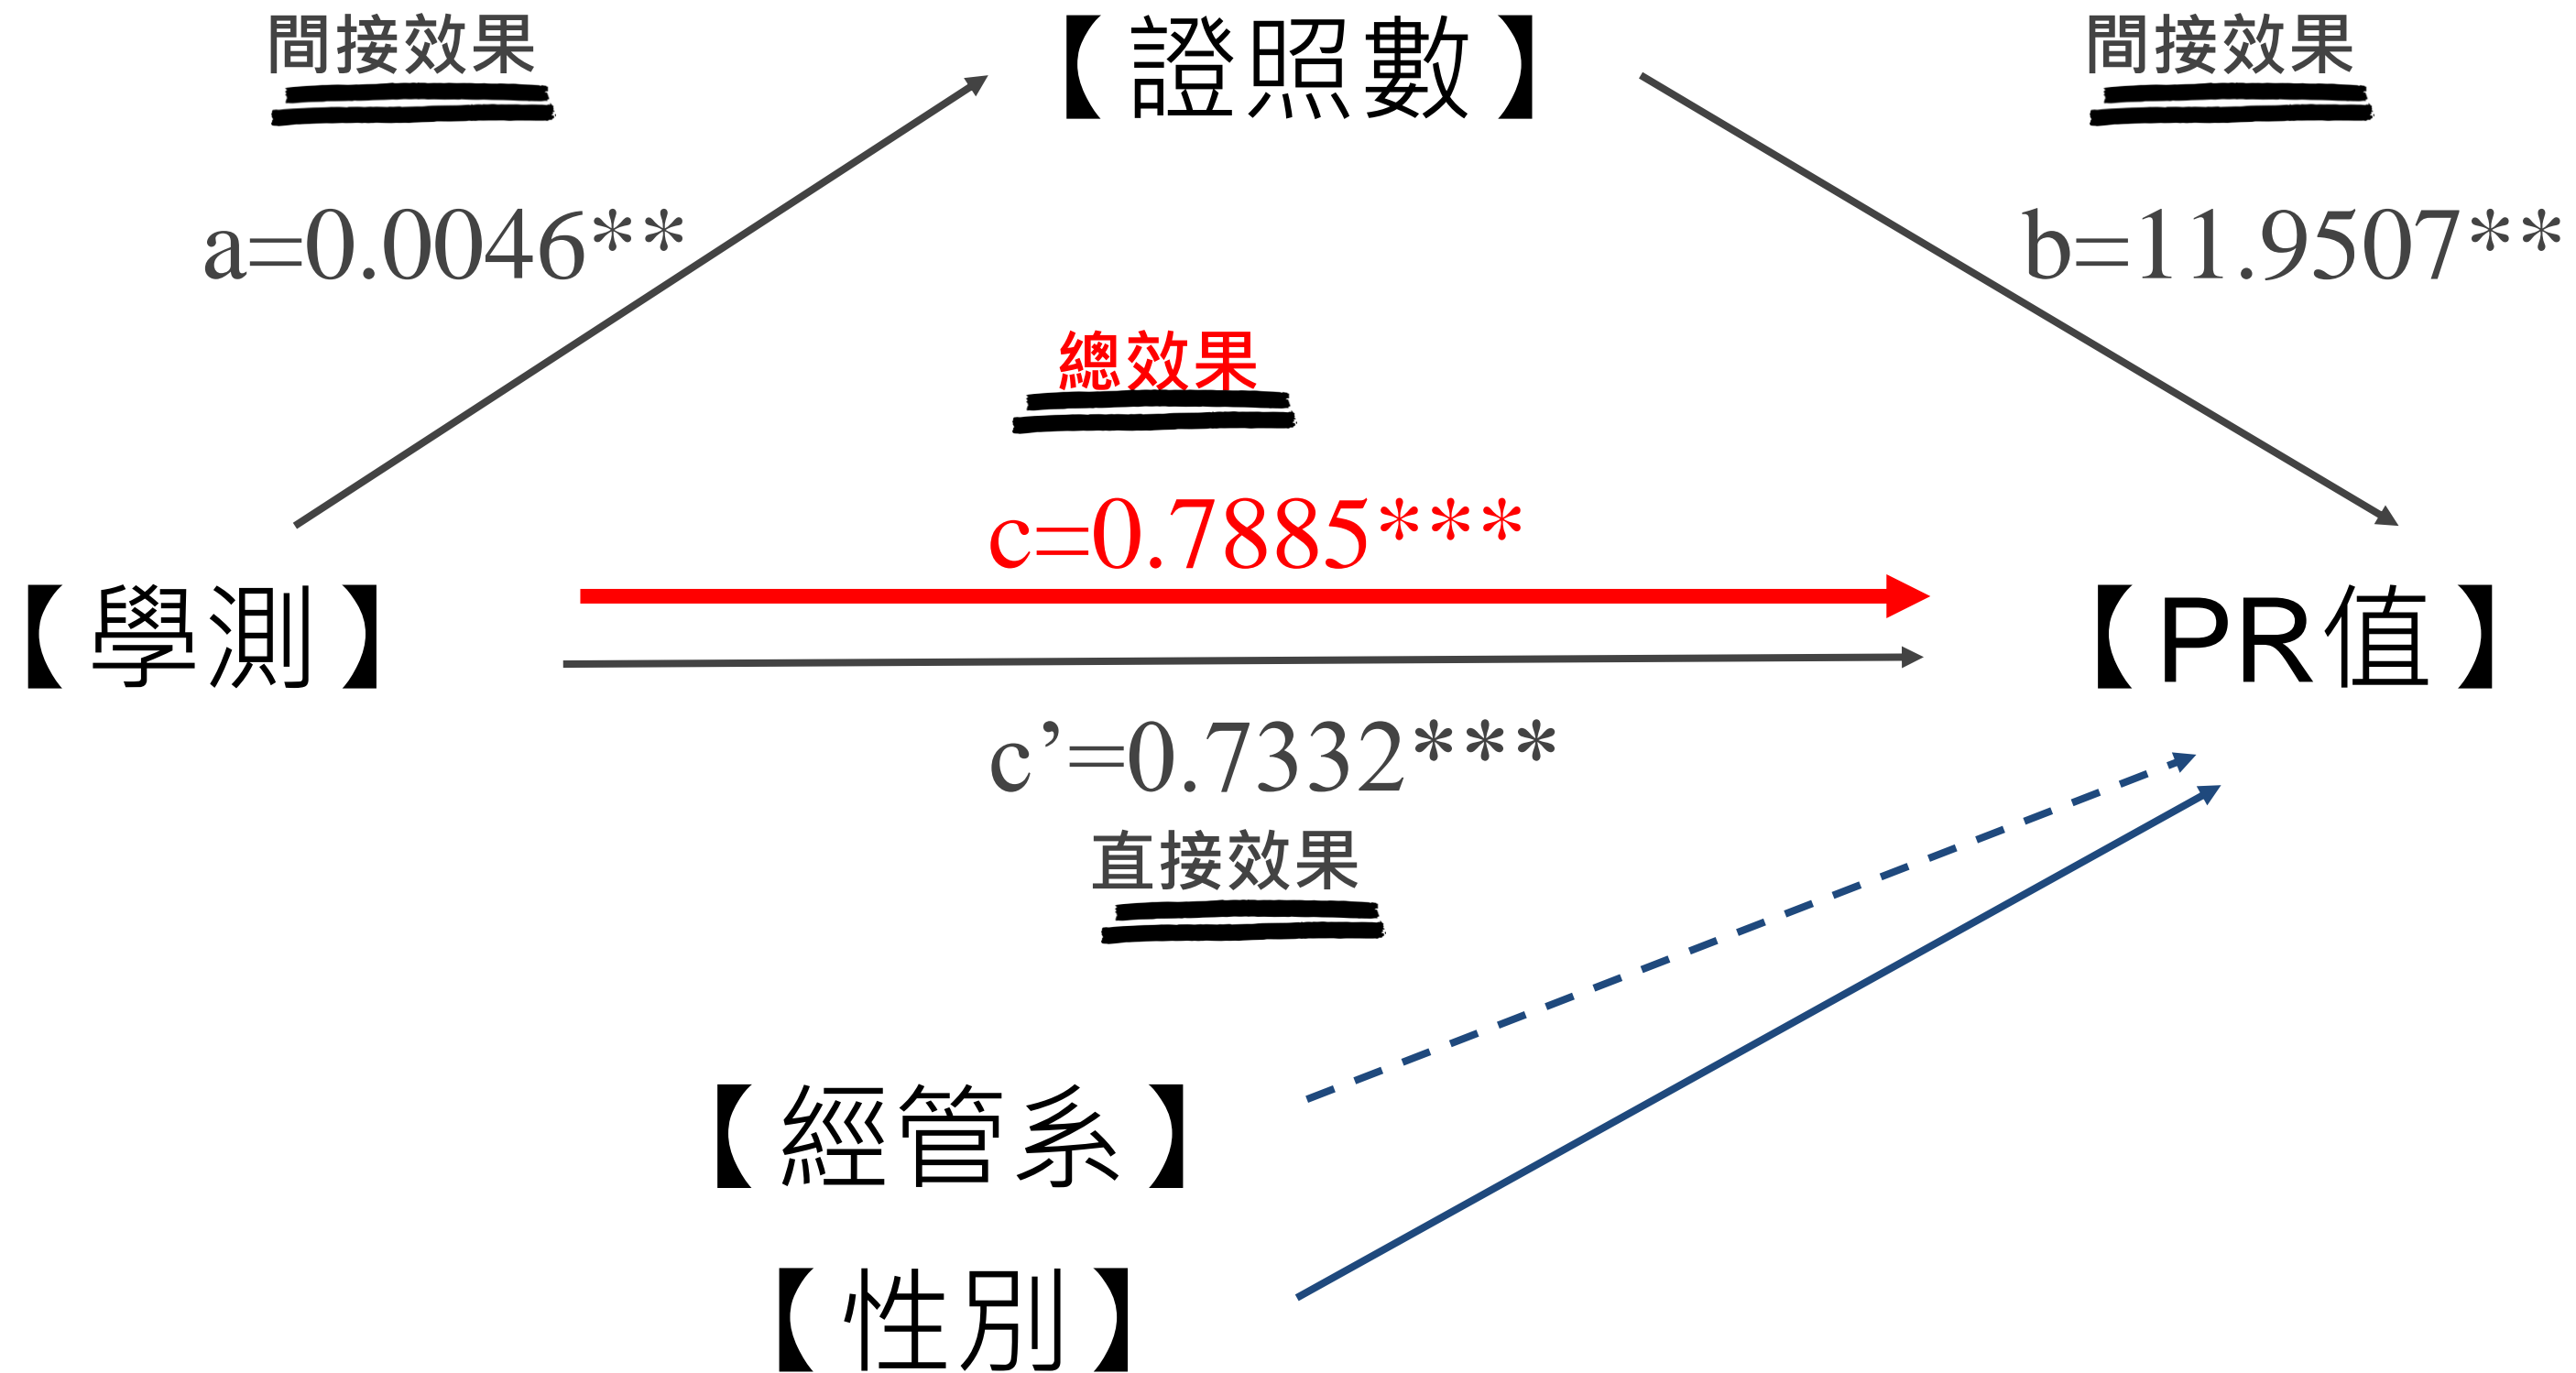 間接效果
【證照數】
間接效果
a=0.0046**
b=11.9507**
總效果
c=0.7885***
【學測】
【PR值】
c’=0.7332***
直接效果
【經管系】
【性別】